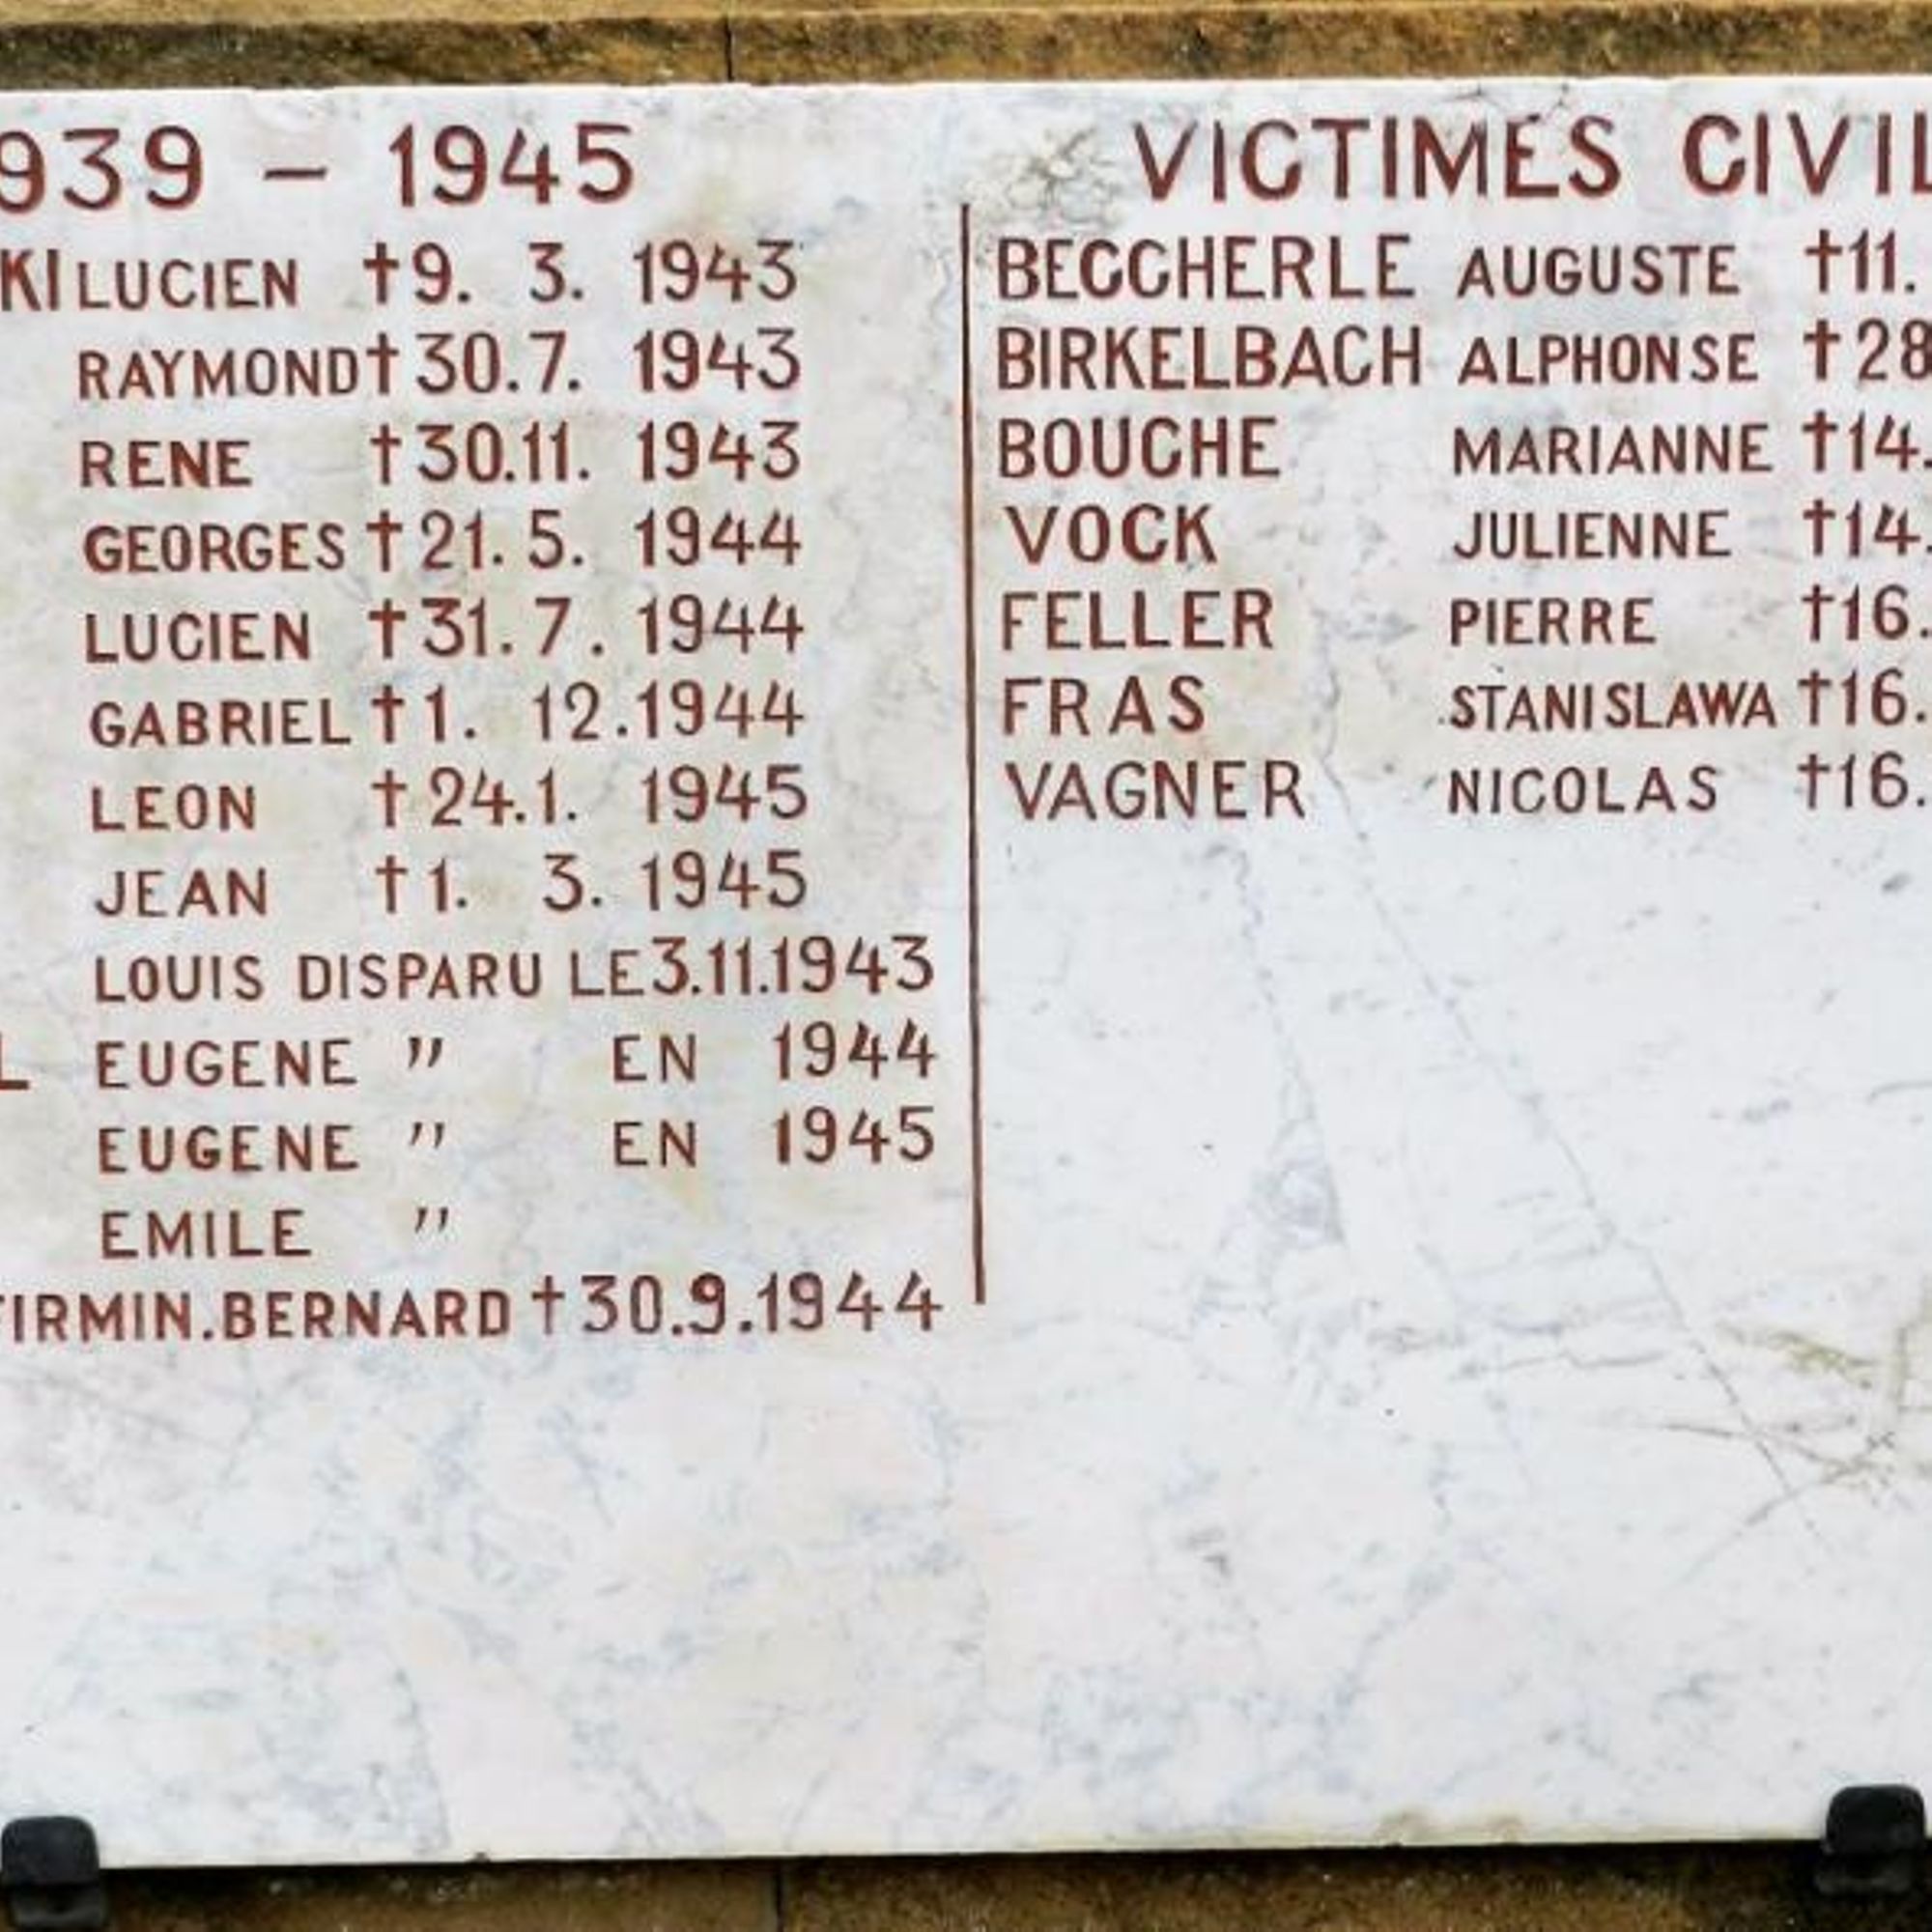 939 – 1945
KI LUCIEN †9. 3. 1943
RAYMOND †30.7. 1943
RENE †30.11. 1943
GEORGES †21.5. 1944
LUCIEN †31.7. 1944
GABRIEL †1. 12.1944
LEON †24.1. 1945
JEAN †1. 3. 1945
LOUIS DISPARU LE 3.11.1943
L EUGENE " EN 1944
EUGENE " EN 1945
EMILE "
FIRMIN.BERNARD †30.9.1944
VICTIMES CIVIL
BECCHERLE AUGUSTE †11.
BIRKELBACH ALPHONSE †28
BOUCHE MARIANNE †14.
VOCK JULIENNE †14.
FELLER PIERRE †16.
FRAS STANISLAWA †16.
VAGNER NICOLAS †16.